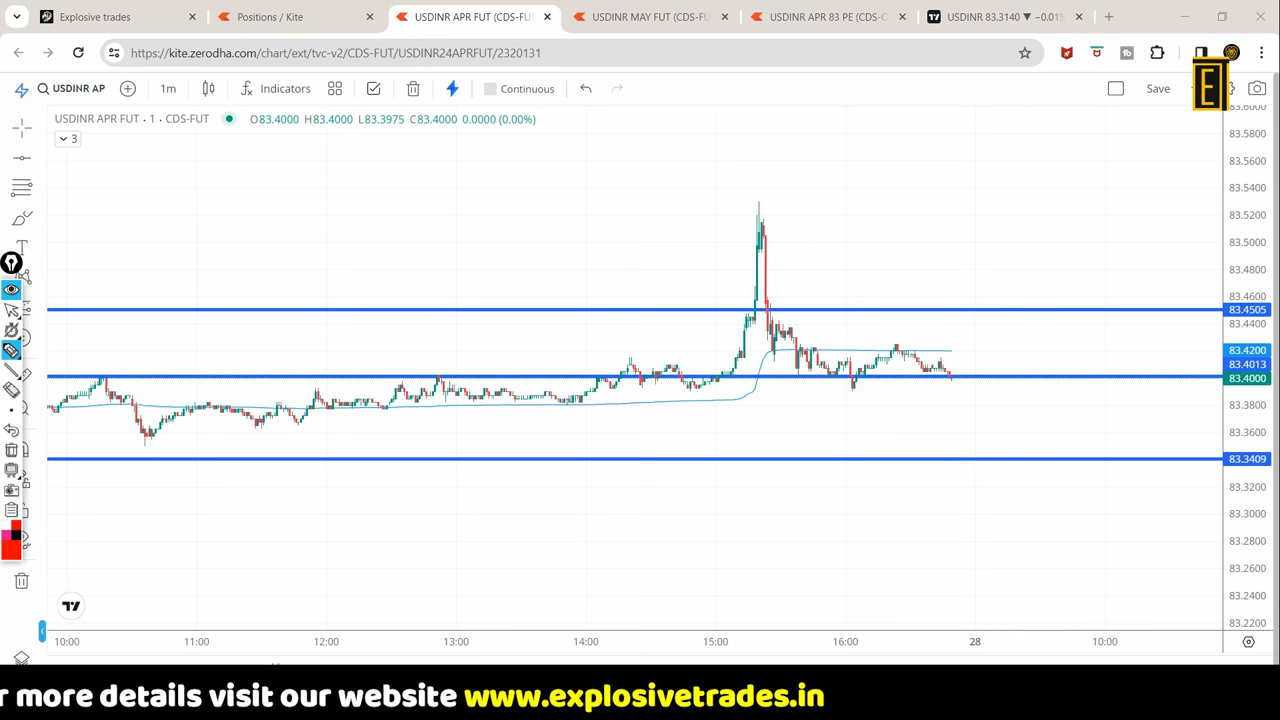 Explosive trades
Positions / Kite
USDINR APR FUT (CDS-FUT
USDINR MAY FUT (CDS-FU
USDINR APR 83 PE (CDS-O
USDINR 83.3140 ▼ −0.01%
https://kite.zerodha.com/chart/ext/tvc-v2/CDS-FUT/USDINR24APRFUT/2320131
USDINR AP
1m
Indicators
Continuous
Save
E
USDINR APR FUT · 1 · CDS-FUT
O83.4000 H83.4000 L83.3975 C83.4000 0.0000 (0.00%)
3
83.6000
83.5800
83.5600
83.5400
83.5200
83.5000
83.4800
83.4600
83.4505
83.4400
83.4200
83.4013
83.4000
83.3800
83.3600
83.3409
83.3200
83.3000
83.2800
83.2600
83.2400
83.2200
10:00 11:00 12:00 13:00 14:00 15:00 16:00 28 10:00
r more details visit our website www.explosivetrades.in